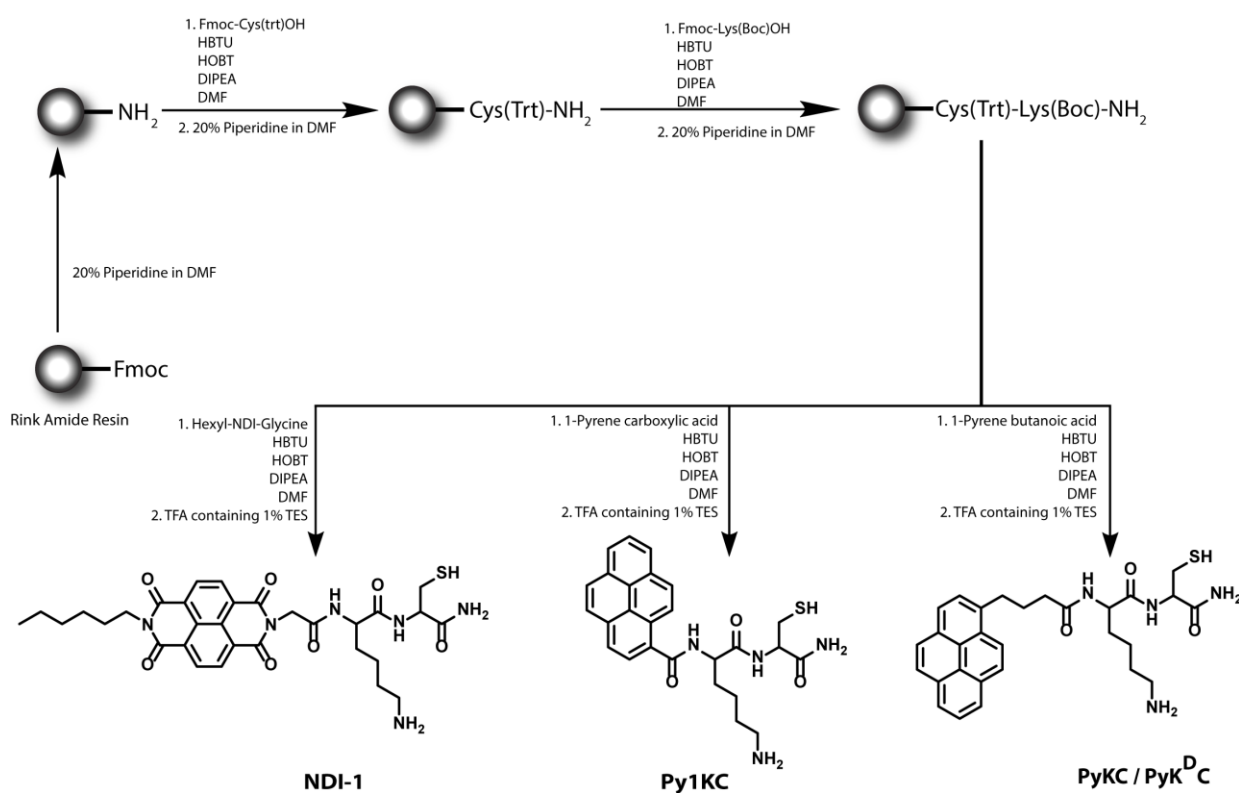 1. Fmoc-Cys(trt)OH
HBTU
HOBT
DIPEA
DMF
2. 20% Piperidine in DMF
1. Fmoc-Lys(Boc)OH
HBTU
HOBT
DIPEA
DMF
2. 20% Piperidine in DMF
NH2
Cys(Trt)-NH2
Cys(Trt)-Lys(Boc)-NH2
20% Piperidine in DMF
Fmoc
Rink Amide Resin
1. Hexyl-NDI-Glycine
HBTU
HOBT
DIPEA
DMF
2. TFA containing 1% TES
1. 1-Pyrene carboxylic acid
HBTU
HOBT
DIPEA
DMF
2. TFA containing 1% TES
1. 1-Pyrene butanoic acid
HBTU
HOBT
DIPEA
DMF
2. TFA containing 1% TES
O
O
N
O
O
N
O
H
N
O
N
H
SH
NH2
O
NH2
O
H
N
O
N
H
SH
NH2
O
NH2
O
H
N
O
N
H
SH
NH2
O
NH2
NDI-1
Py1KC
PyKC / PyK^DC